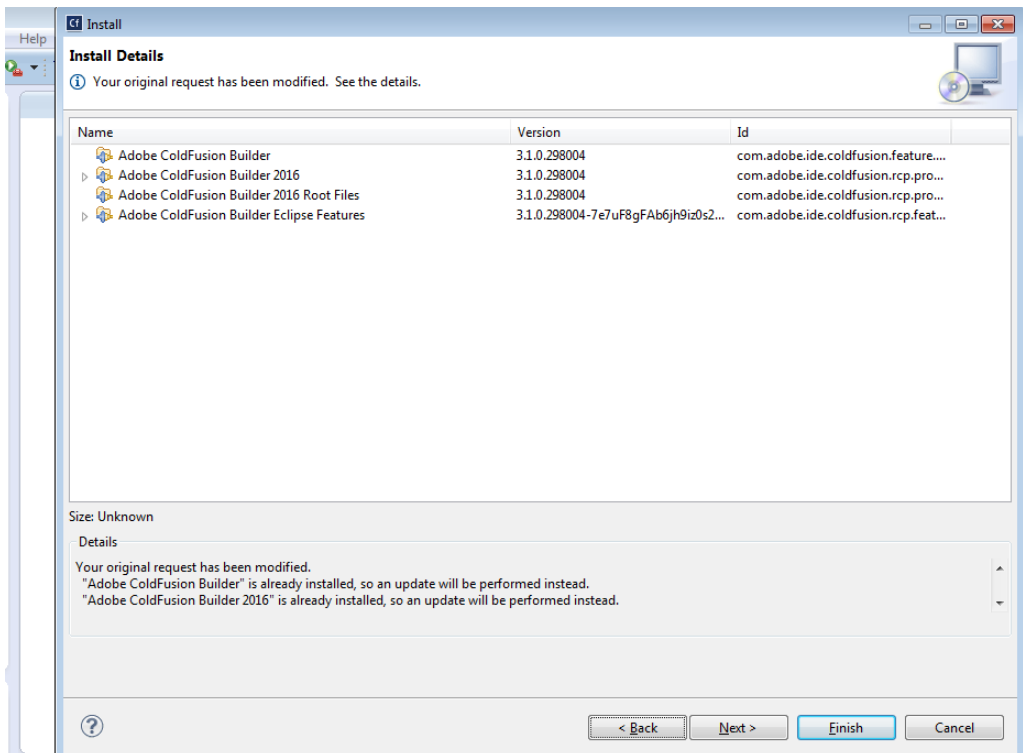 Help
Cf Install
Install Details
Your original request has been modified. See the details.
Name Version Id
Adobe ColdFusion Builder 3.1.0.298004 com.adobe.ide.coldfusion.feature....
Adobe ColdFusion Builder 2016 3.1.0.298004 com.adobe.ide.coldfusion.rcp.pro...
Adobe ColdFusion Builder 2016 Root Files 3.1.0.298004 com.adobe.ide.coldfusion.rcp.pro...
Adobe ColdFusion Builder Eclipse Features 3.1.0.298004-7e7uF8gFAb6jh9iz0s2... com.adobe.ide.coldfusion.rcp.feat...
Size: Unknown
Details
Your original request has been modified.
"Adobe ColdFusion Builder" is already installed, so an update will be performed instead.
"Adobe ColdFusion Builder 2016" is already installed, so an update will be performed instead.
? < Back Next > Finish Cancel